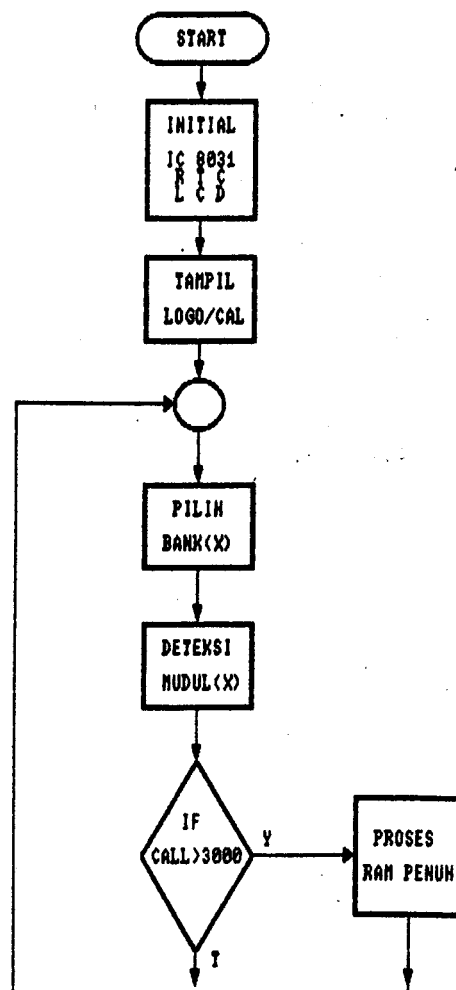 START
INITIAL
IC 8031
R T C
L C D
TAMPIL
LOGO/CAL
PILIH
BANK(X)
DETEKSI
MUDUL(X)
IF
CALL>3000
Y
PROSES
RAM PENUH
T